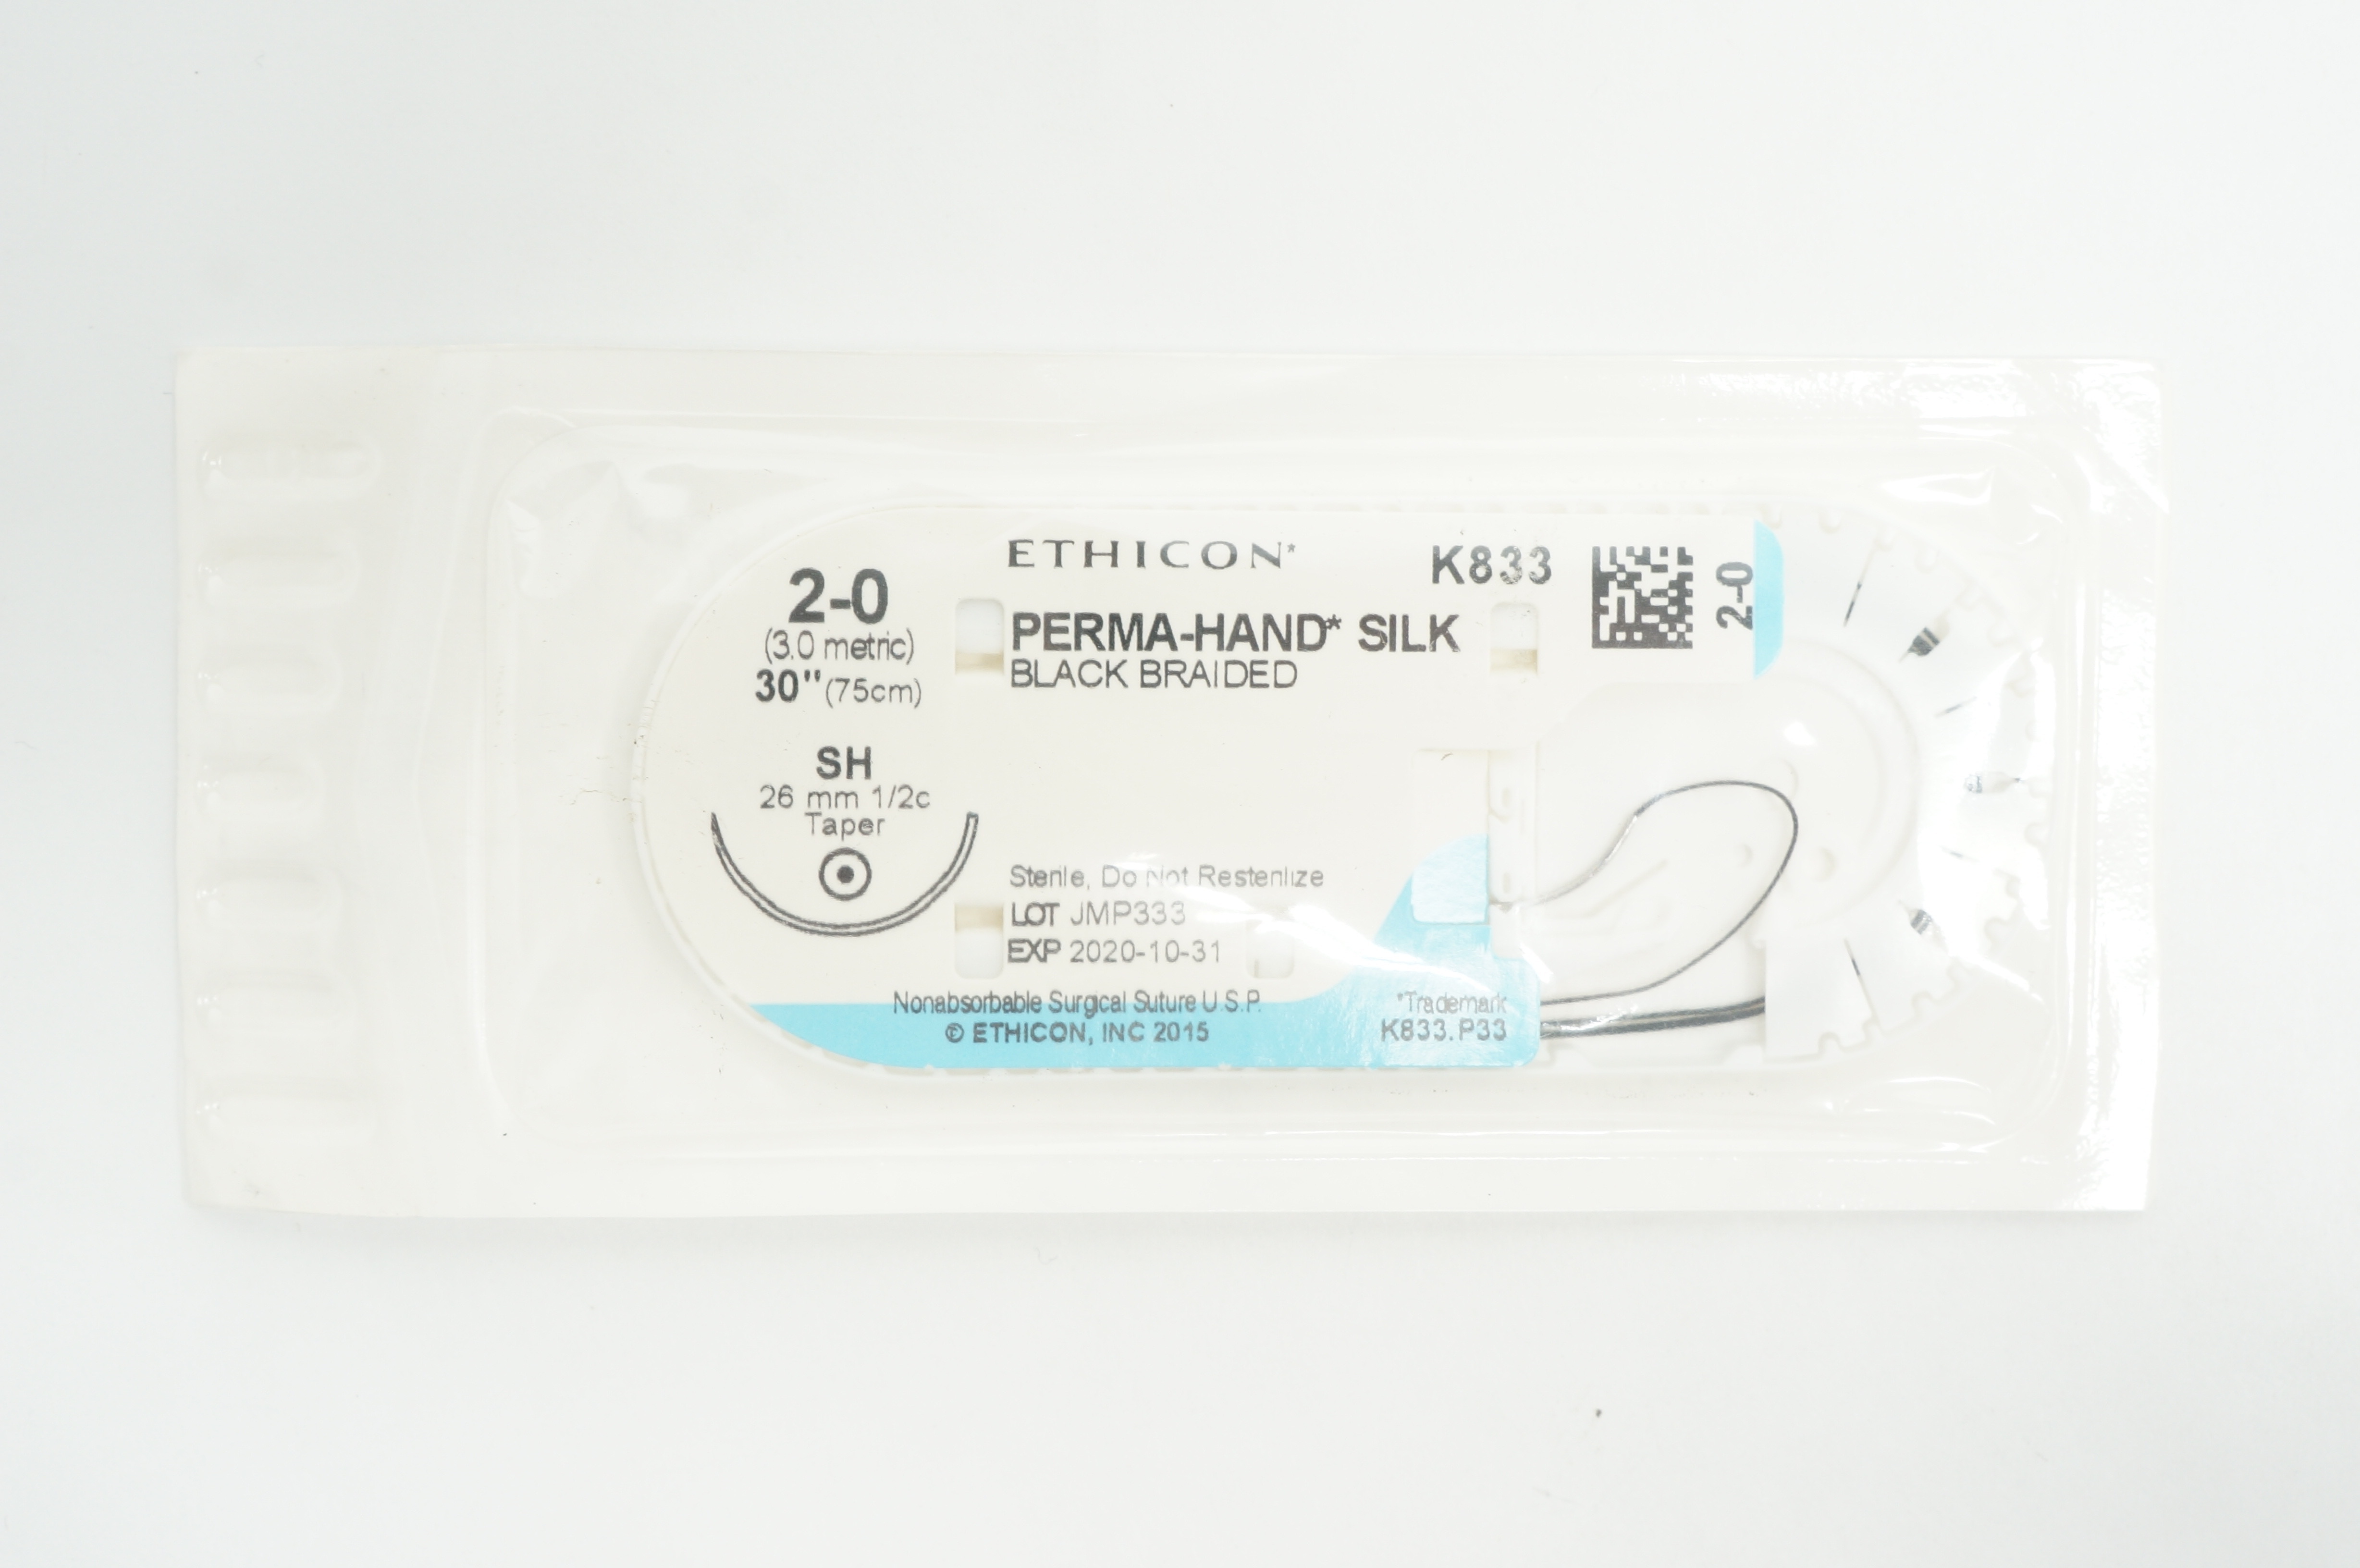 2-0
(3.0 metric)
30" (75cm)
SH
26 mm 1/2c
Taper
ETHICON*
K833
PERMA-HAND* SILK
BLACK BRAIDED
2-0
Sterile, Do Not Resterilize
LOT JMP333
EXP 2020-10-31
Nonabsorbable Surgical Suture U.S.P.
© ETHICON, INC 2015
*Trademark
K833.P33